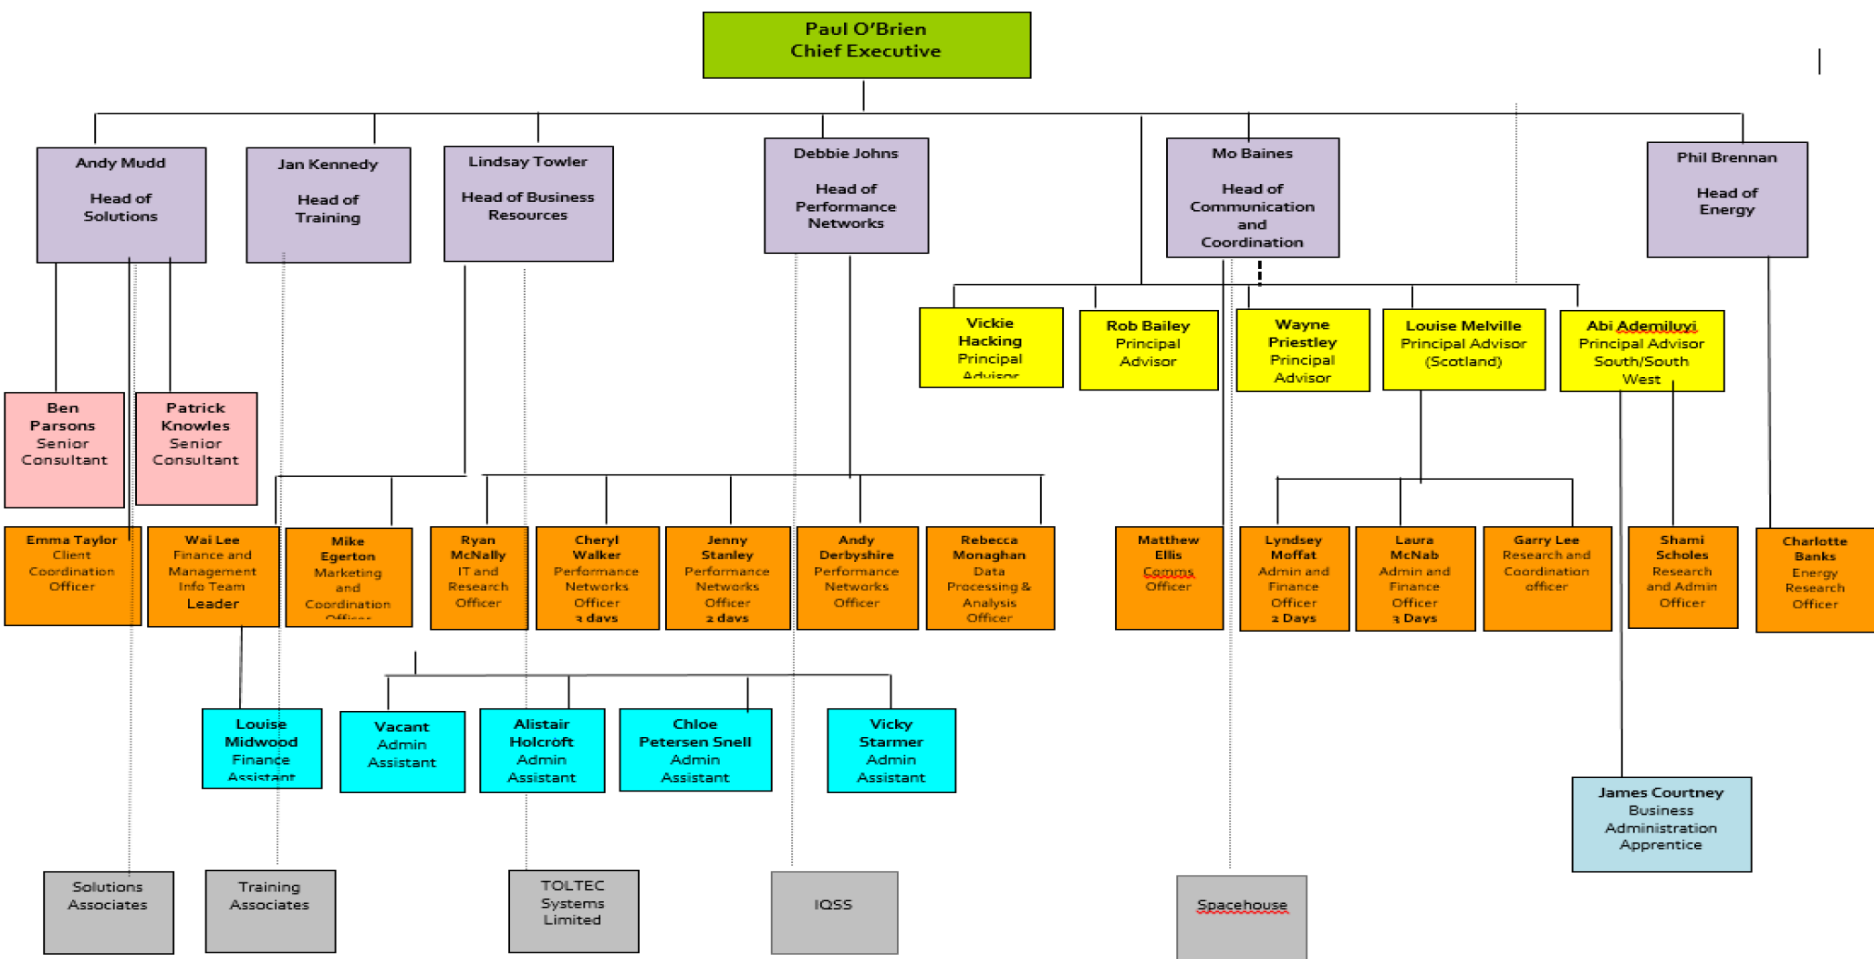 Paul O’Brien
Chief Executive
Andy Mudd
Head of
Solutions
Jan Kennedy
Head of
Training
Lindsay Towler
Head of Business
Resources
Debbie Johns
Head of
Performance
Networks
Mo Baines
Head of
Communication
and
Coordination
Phil Brennan
Head of
Energy
Vickie
Hacking
Principal
Advisor
Rob Bailey
Principal
Advisor
Wayne
Priestley
Principal
Advisor
Louise Melville
Principal Advisor
(Scotland)
Abi Ademiluyi
Principal Advisor
South/South
West
Ben
Parsons
Senior
Consultant
Patrick
Knowles
Senior
Consultant
Emma Taylor
Client
Coordination
Officer
Wai Lee
Finance and
Management
Info Team
Leader
Mike
Egerton
Marketing
and
Coordination
Officer
Ryan
McNally
IT and
Research
Officer
Cheryl
Walker
Performance
Networks
Officer
3 days
Jenny
Stanley
Performance
Networks
Officer
2 days
Andy
Derbyshire
Performance
Networks
Officer
Rebecca
Monaghan
Data
Processing &
Analysis
Officer
Matthew
Ellis
Comms
Officer
Lyndsey
Moffat
Admin and
Finance
Officer
2 Days
Laura
McNab
Admin and
Finance
Officer
3 Days
Garry Lee
Research and
Coordination
officer
Shami
Scholes
Research
and Admin
Officer
Charlotte
Banks
Energy
Research
Officer
Louise
Midwood
Finance
Assistant
Vacant
Admin
Assistant
Alistair
Holcroft
Admin
Assistant
Chloe
Petersen Snell
Admin
Assistant
Vicky
Starmer
Admin
Assistant
James Courtney
Business
Administration
Apprentice
Solutions
Associates
Training
Associates
TOLTEC
Systems
Limited
IQSS
Spacehouse